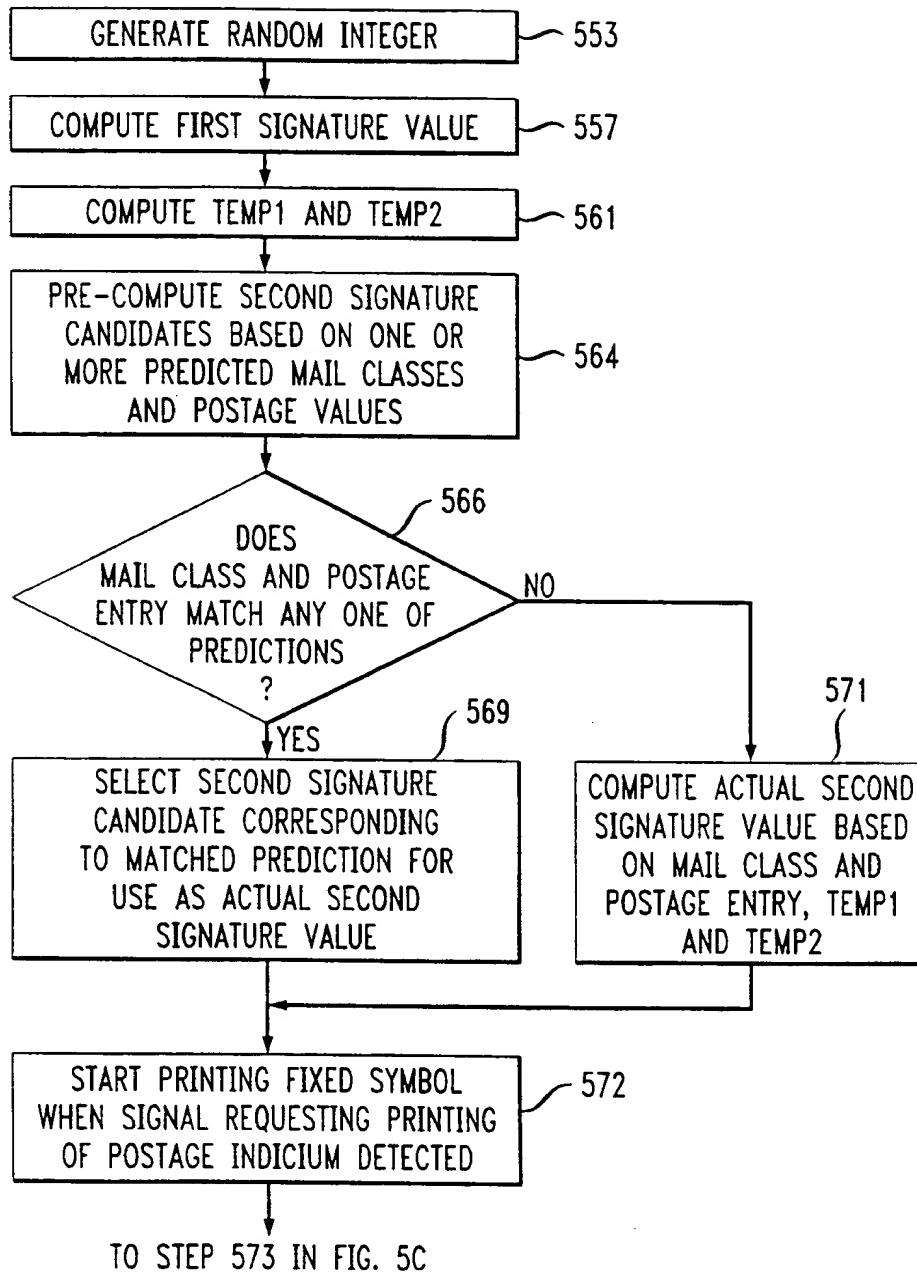 GENERATE RANDOM INTEGER
553
COMPUTE FIRST SIGNATURE VALUE
557
COMPUTE TEMP1 AND TEMP2
561
PRE-COMPUTE SECOND SIGNATURE
CANDIDATES BASED ON ONE OR
MORE PREDICTED MAIL CLASSES
AND POSTAGE VALUES
564
566
DOES
MAIL CLASS AND POSTAGE
ENTRY MATCH ANY ONE OF
PREDICTIONS
?
NO
YES
569
SELECT SECOND SIGNATURE
CANDIDATE CORRESPONDING
TO MATCHED PREDICTION FOR
USE AS ACTUAL SECOND
SIGNATURE VALUE
571
COMPUTE ACTUAL SECOND
SIGNATURE VALUE BASED
ON MAIL CLASS AND
POSTAGE ENTRY, TEMP1
AND TEMP2
START PRINTING FIXED SYMBOL
WHEN SIGNAL REQUESTING PRINTING
OF POSTAGE INDICIUM DETECTED
572
TO STEP 573 IN FIG. 5C